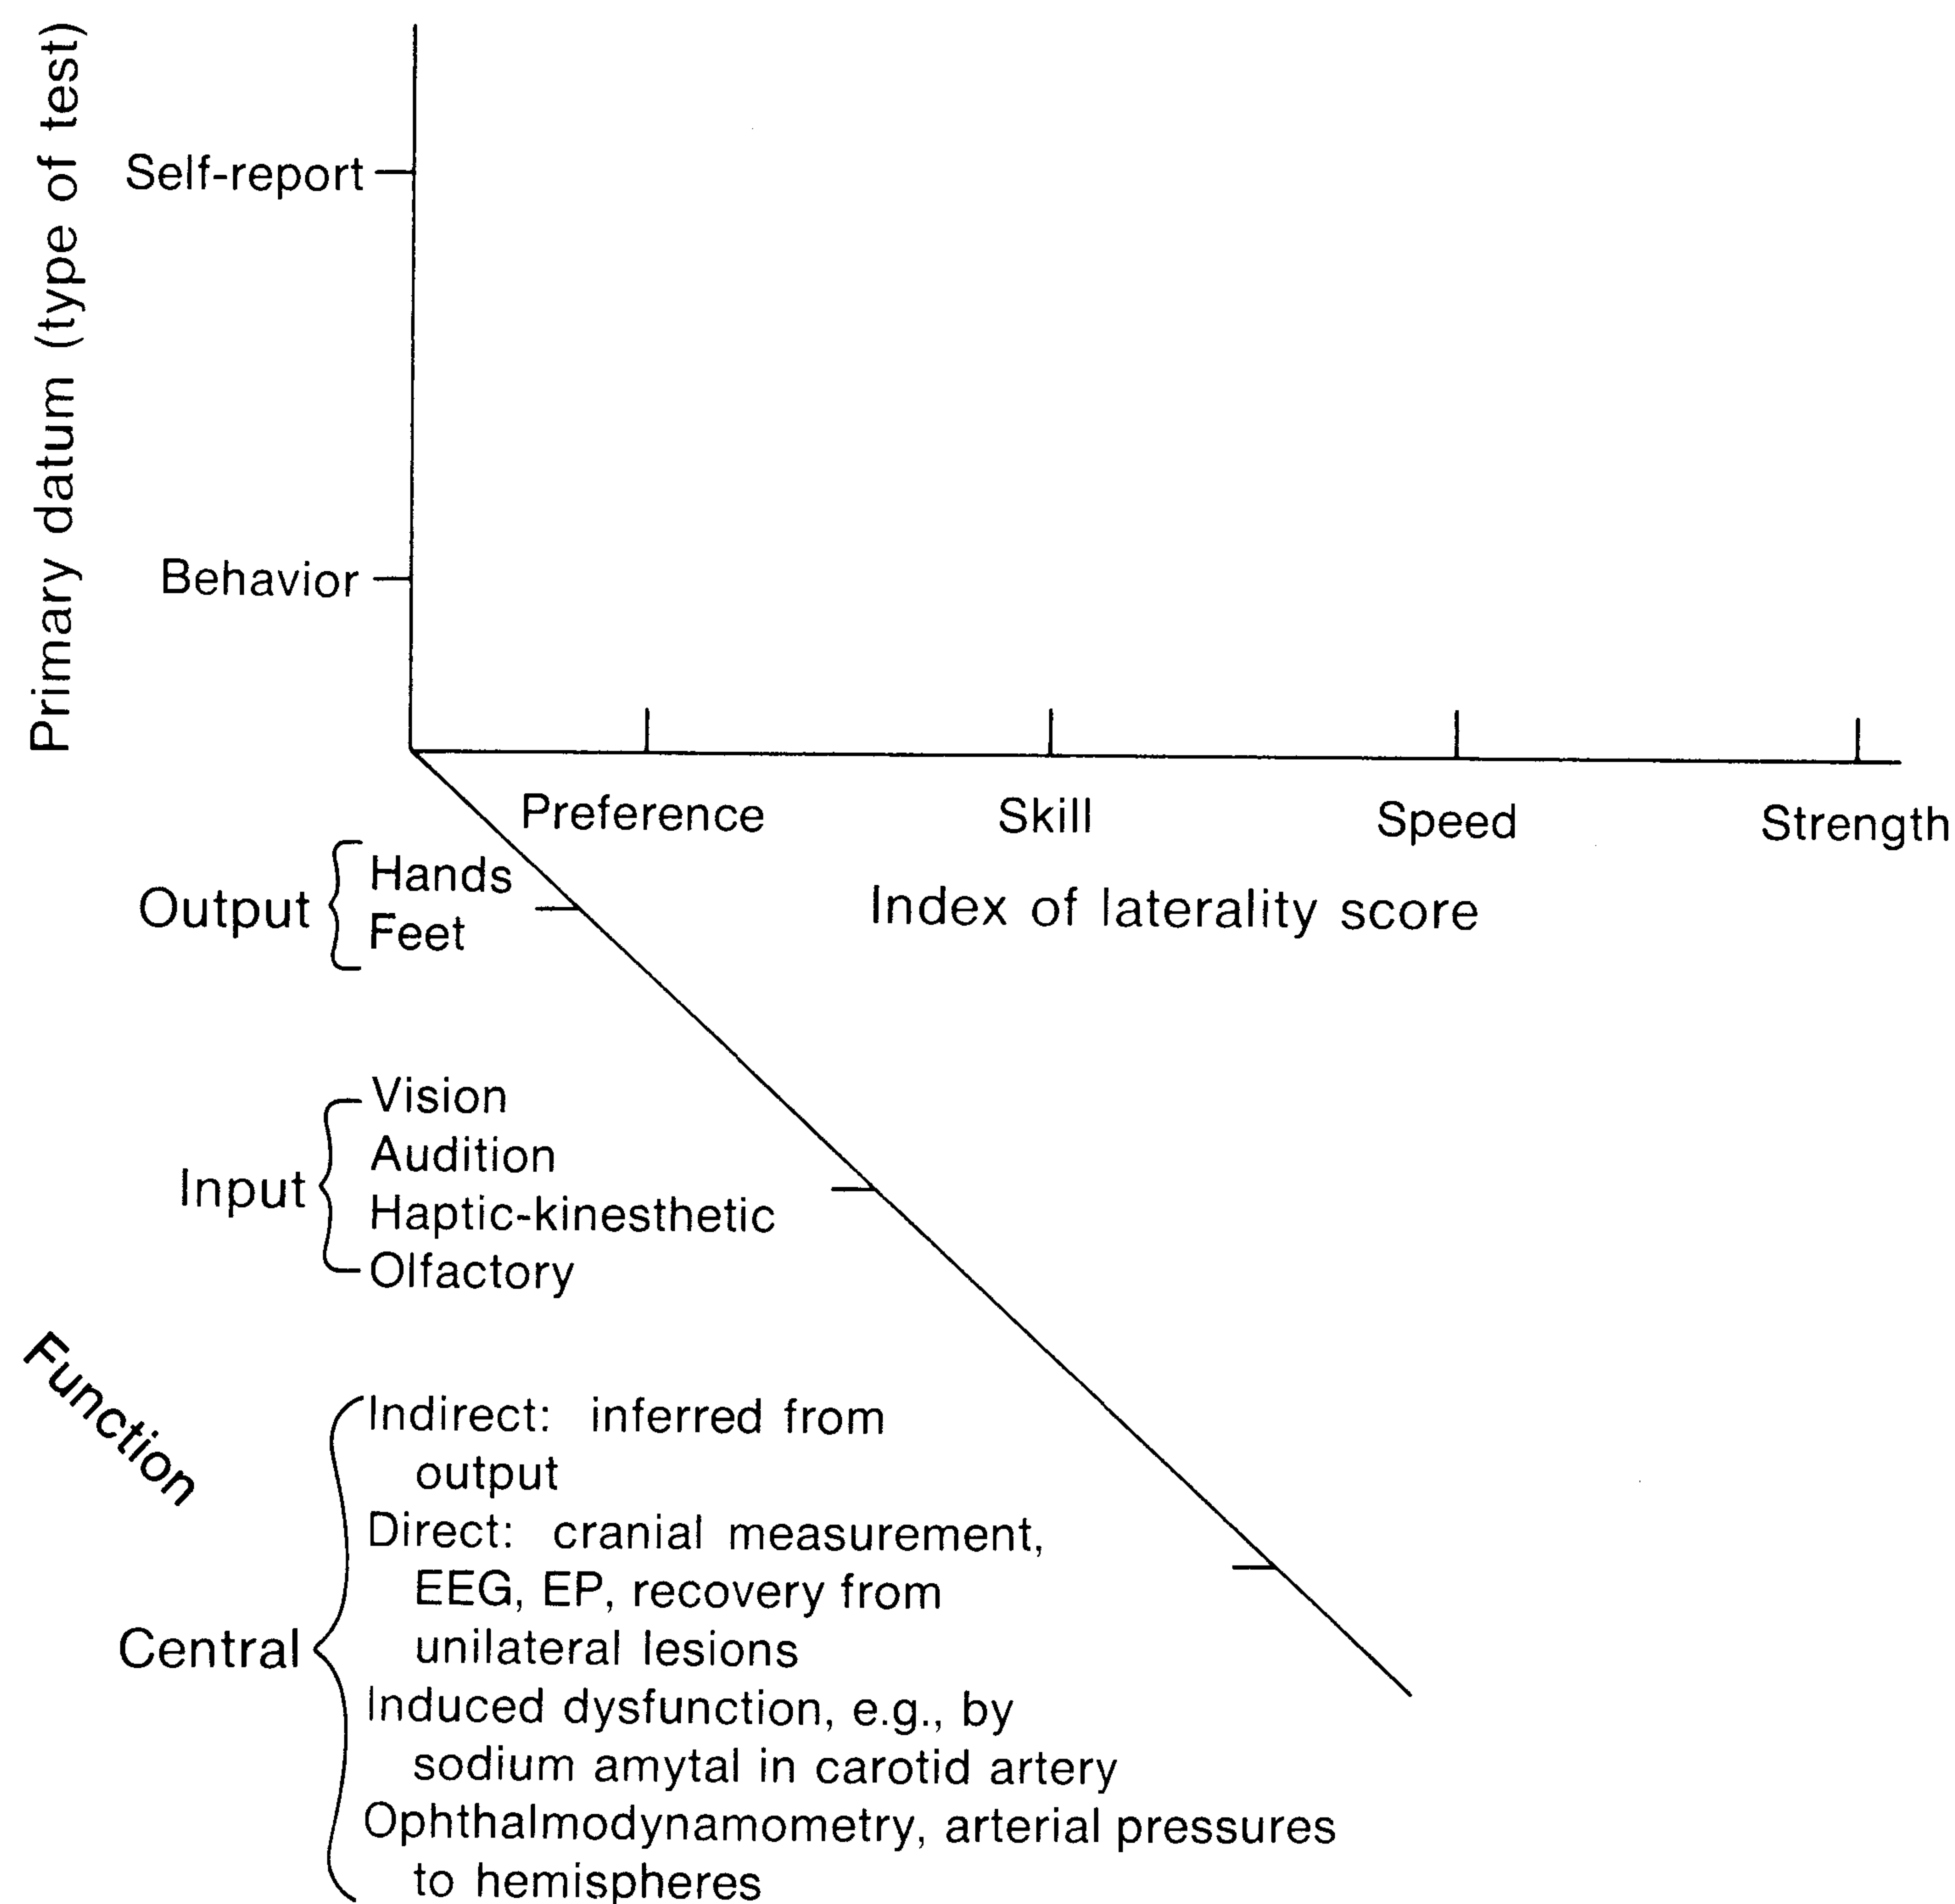 Primary datum (type of test)
Self-report
Behavior
Preference
Skill
Speed
Strength
Index of laterality score
Output
Hands
Feet
Input
Vision
Audition
Haptic-kinesthetic
Olfactory
Function
Central
Indirect: inferred from
output
Direct: cranial measurement,
EEG, EP, recovery from
unilateral lesions
Induced dysfunction, e.g., by
sodium amytal in carotid artery
Ophthalmodynamometry, arterial pressures
to hemispheres